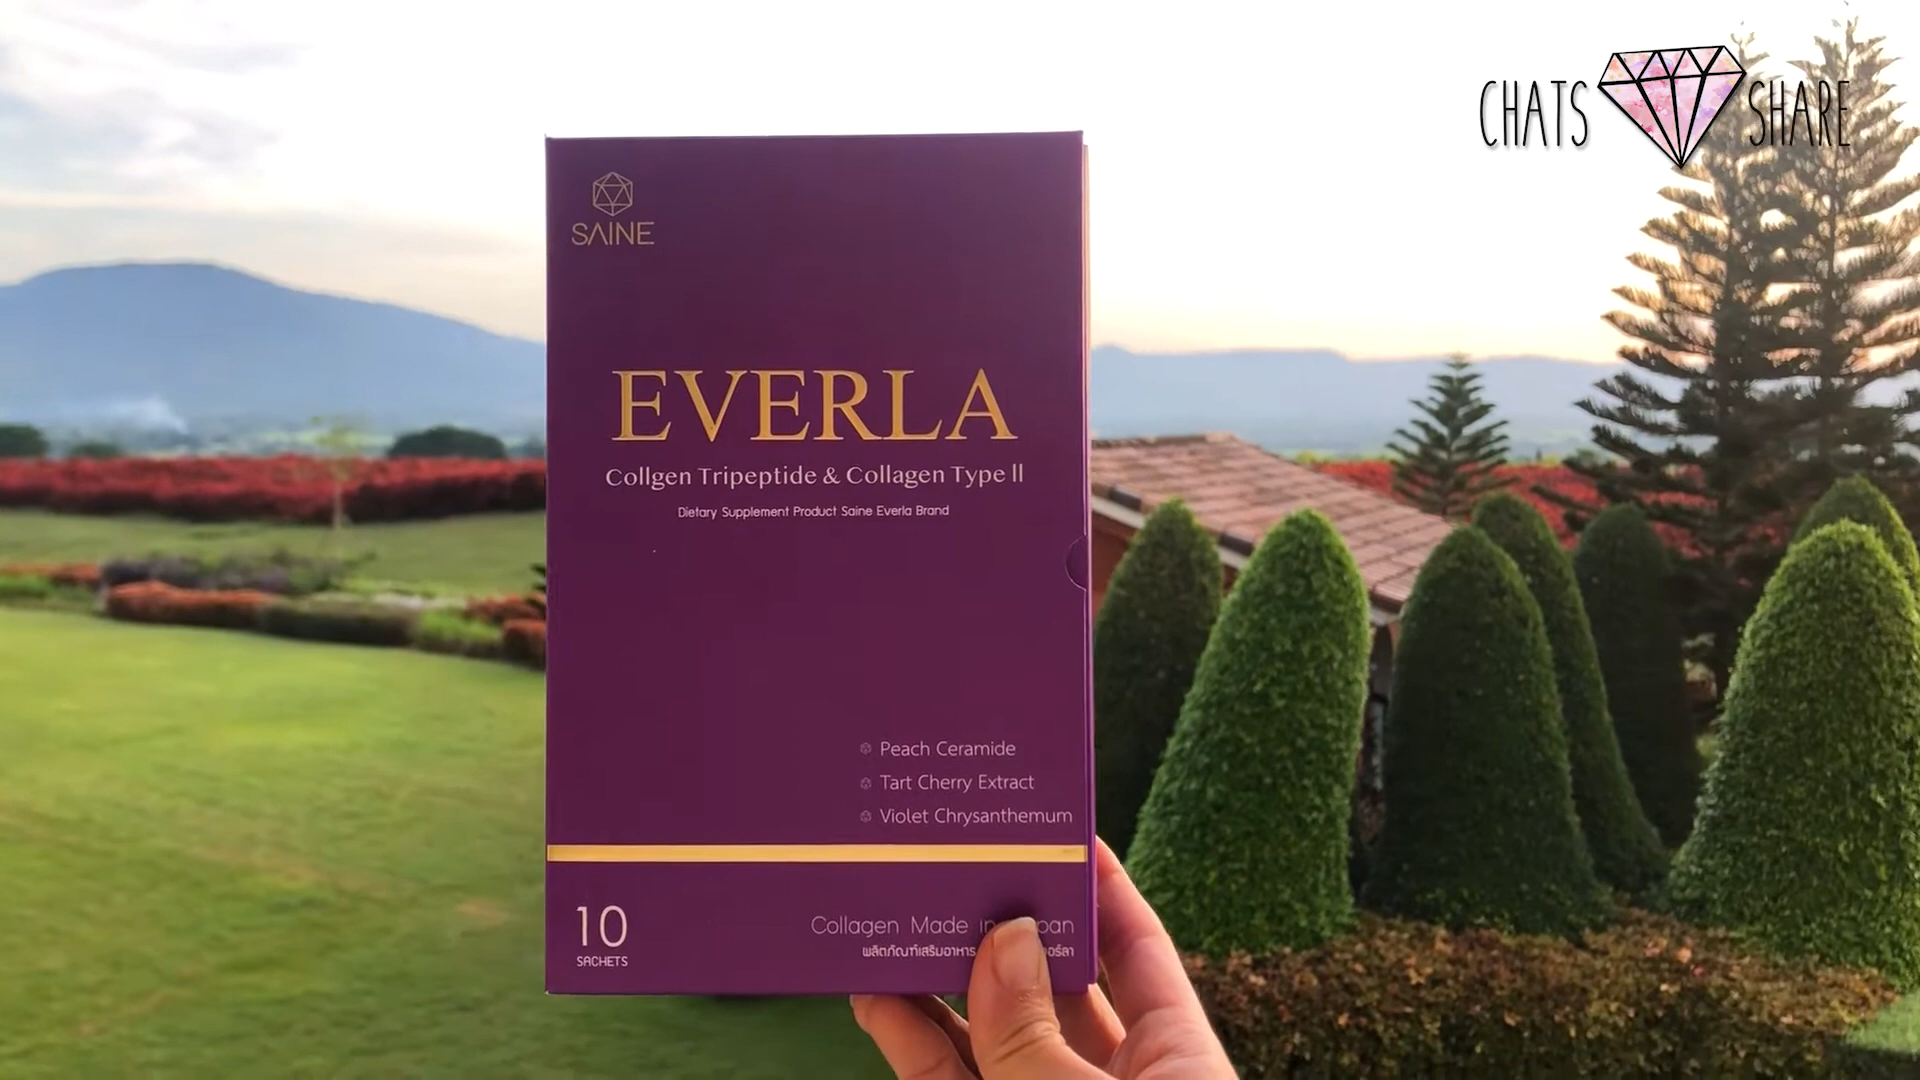 CHATS SHARE
SAINE
EVERLA
Collgen Tripeptide & Collagen Type II
Dietary Supplement Product Saine Everla Brand
Peach Ceramide
Tart Cherry Extract
Violet Chrysanthemum
10
SACHETS
Collagen Made in
ผลิตภัณฑ์เสริมอาหาร